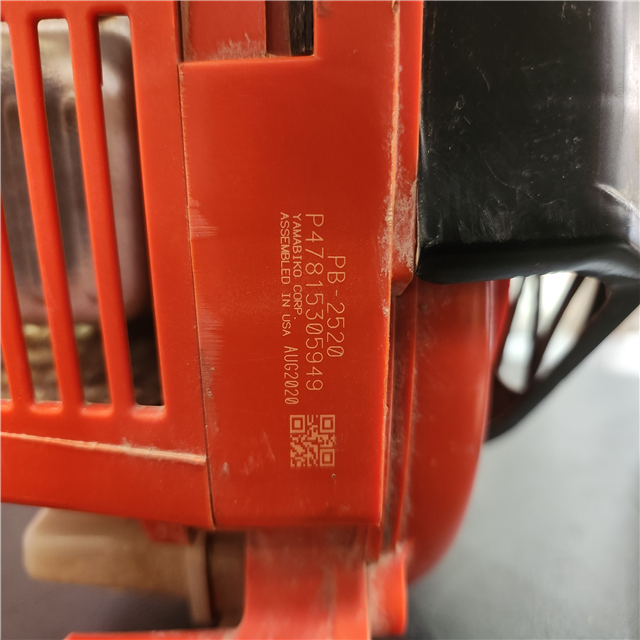 PB-2520
P47815305949
YAMABIKO CORP.
ASSEMBLED IN USA AUG2020